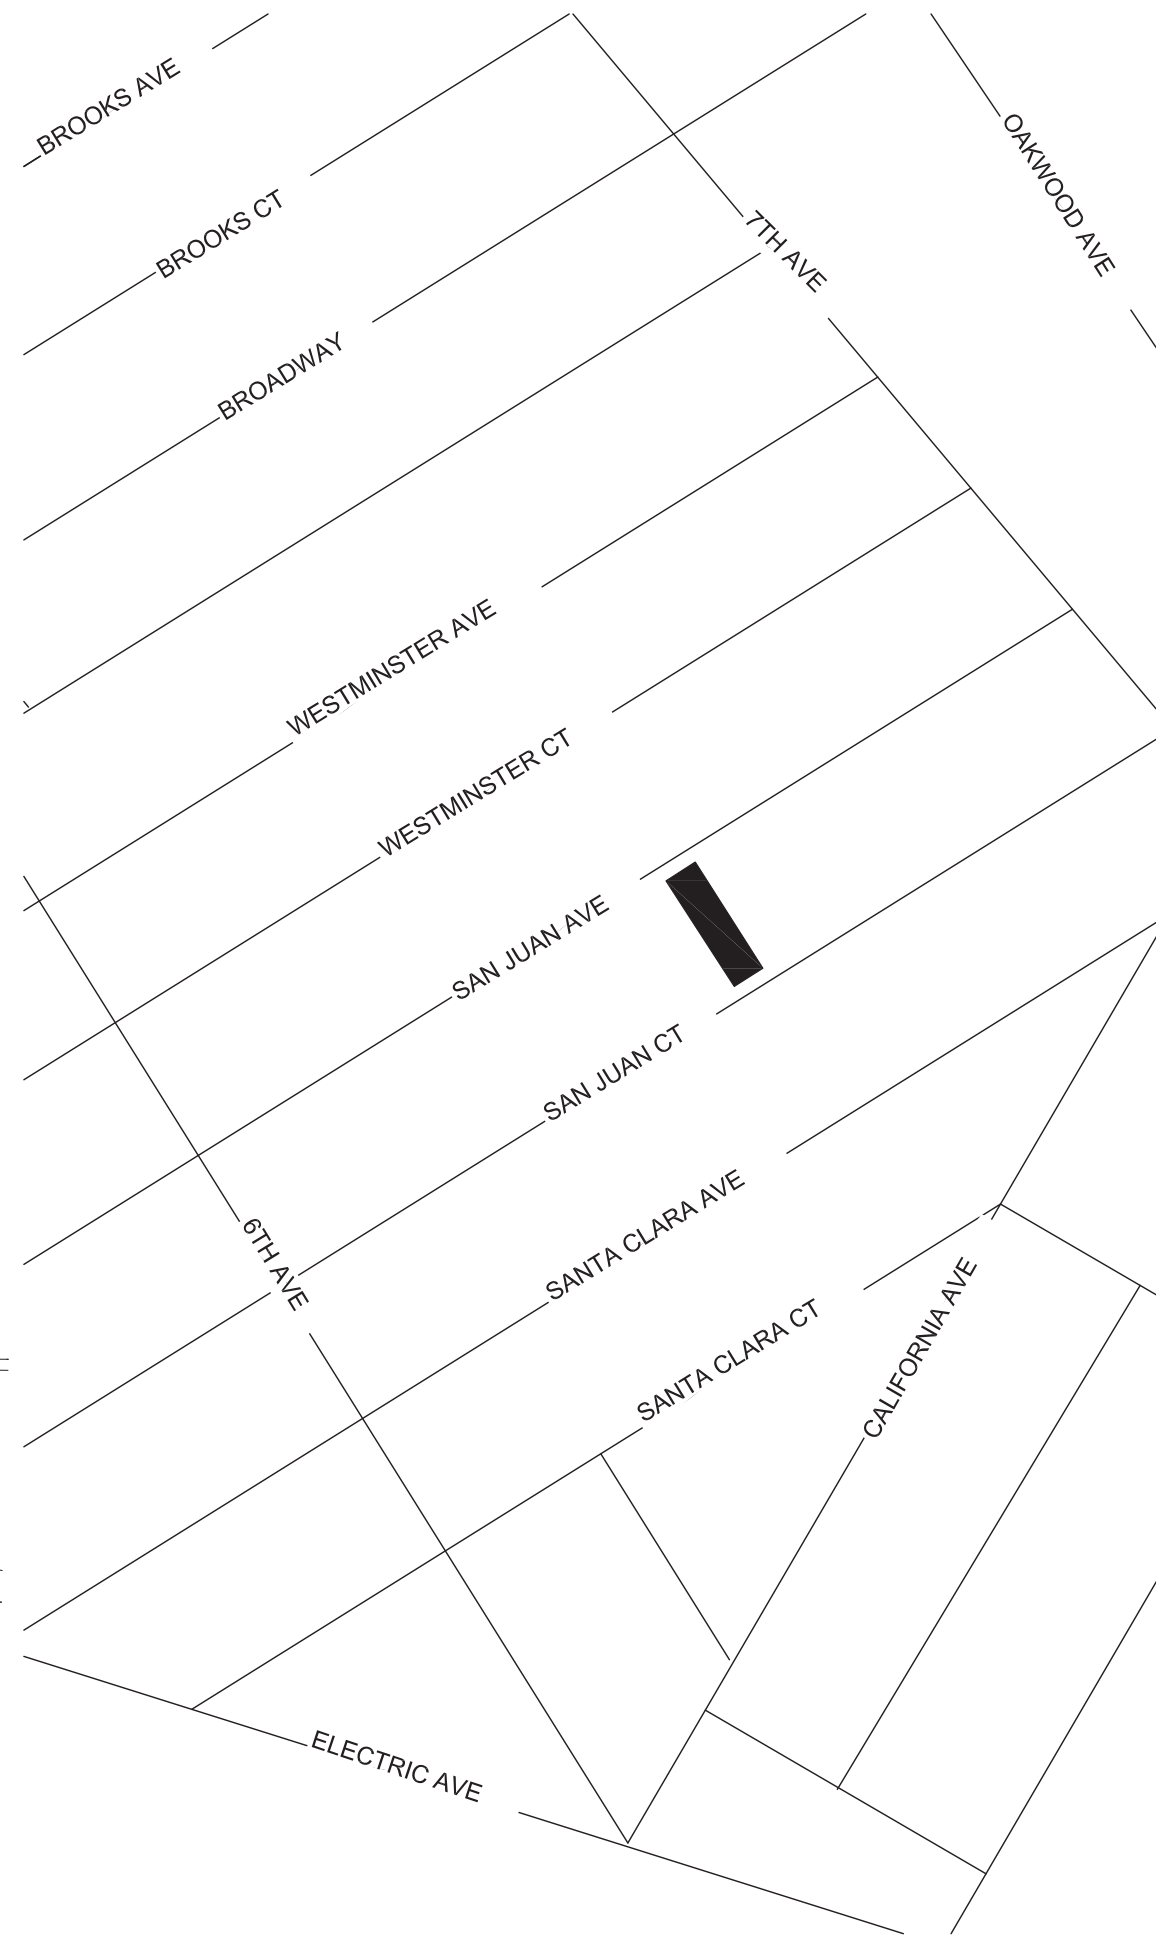 BROOKS AVE
OAKWOOD AVE
BROOKS CT
7TH AVE
BROADWAY
WESTMINSTER AVE
WESTMINSTER CT
SAN JUAN AVE
SAN JUAN CT
SANTA CLARA AVE
6TH AVE
CALIFORNIA AVE
SANTA CLARA CT
ELECTRIC AVE